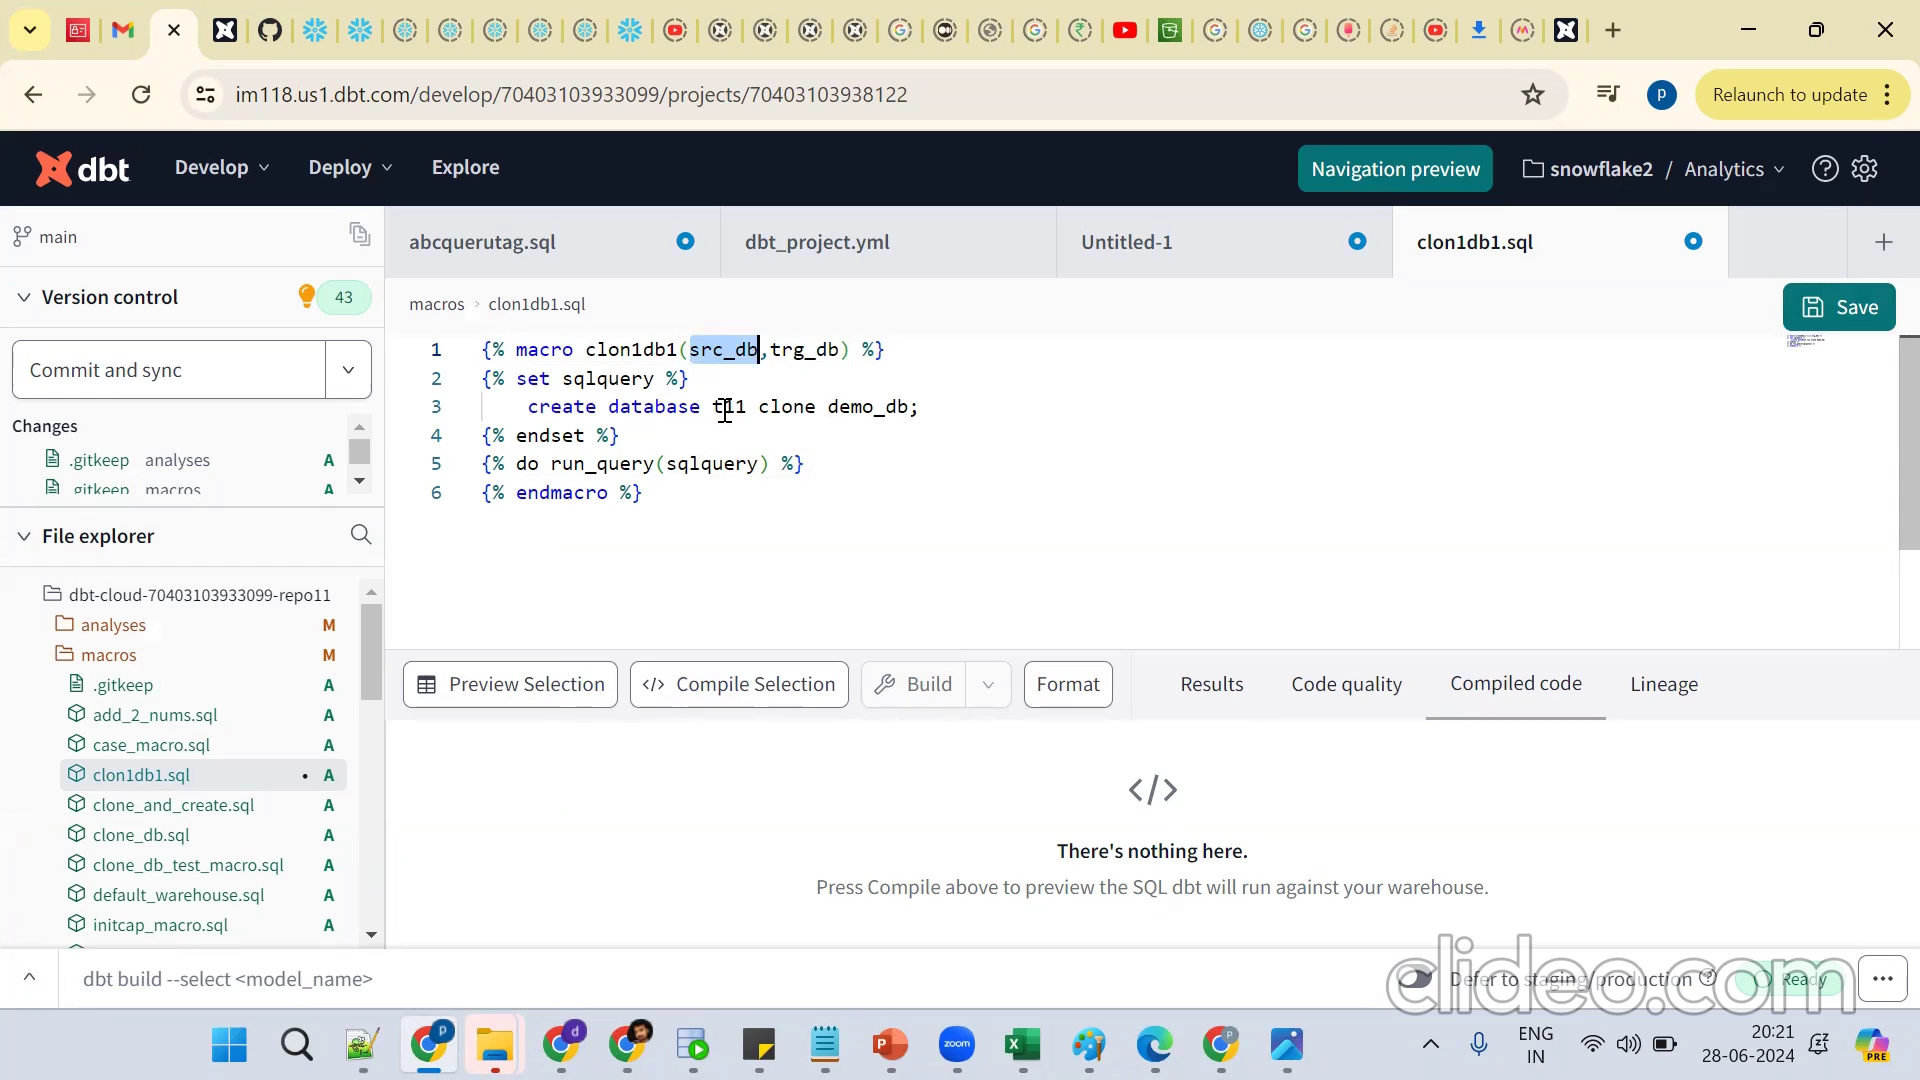 im118.us1.dbt.com/develop/70403103933099/projects/70403103938122
p
Relaunch to update
dbt
Develop
Deploy
Explore
Navigation preview
snowflake2 / Analytics
main
abcquerutag.sql
dbt_project.yml
Untitled-1
clon1db1.sql
Version control
43
macros > clon1db1.sql
Save
Commit and sync
Changes
.gitkeep analyses A
.gitkeep macros A
1 {% macro clon1db1(src_db,trg_db) %}
2 {% set sqlquery %}
3 create database t11 clone demo_db;
4 {% endset %}
5 {% do run_query(sqlquery) %}
6 {% endmacro %}
File explorer
dbt-cloud-70403103933099-repo11
analyses M
macros M
.gitkeep A
add_2_nums.sql A
case_macro.sql A
clon1db1.sql • A
clone_and_create.sql A
clone_db.sql A
clone_db_test_macro.sql A
default_warehouse.sql A
initcap_macro.sql A
Preview Selection
</> Compile Selection
Build
Format
Results
Code quality
Compiled code
Lineage
</>
There's nothing here.
Press Compile above to preview the SQL dbt will run against your warehouse.
dbt build --select <model_name>
Defer to staging/production
Ready
clideo.com
zoom
ENG
IN
20:21
28-06-2024
PRE